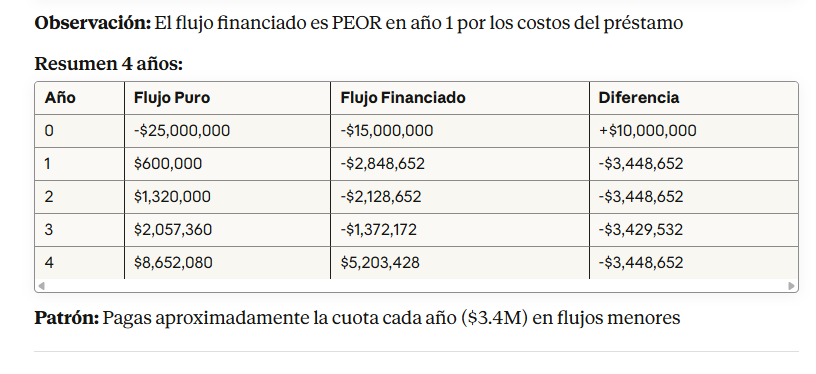 Observación: El flujo financiado es PEOR en año 1 por los costos del préstamo
Resumen 4 años:
Año Flujo Puro Flujo Financiado Diferencia
0 -$25,000,000 -$15,000,000 +$10,000,000
1 $600,000 -$2,848,652 -$3,448,652
2 $1,320,000 -$2,128,652 -$3,448,652
3 $2,057,360 -$1,372,172 -$3,429,532
4 $8,652,080 $5,203,428 -$3,448,652
Patrón: Pagas aproximadamente la cuota cada año ($3.4M) en flujos menores